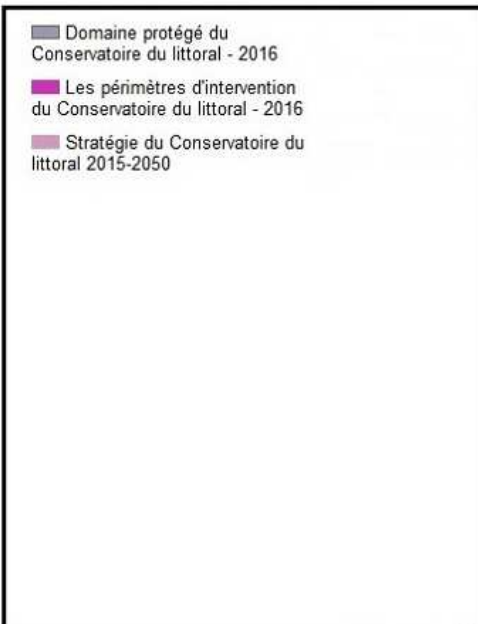 Domaine protégé du
Conservatoire du littoral - 2016
Les périmètres d'intervention
du Conservatoire du littoral - 2016
Stratégie du Conservatoire du
littoral 2015-2050